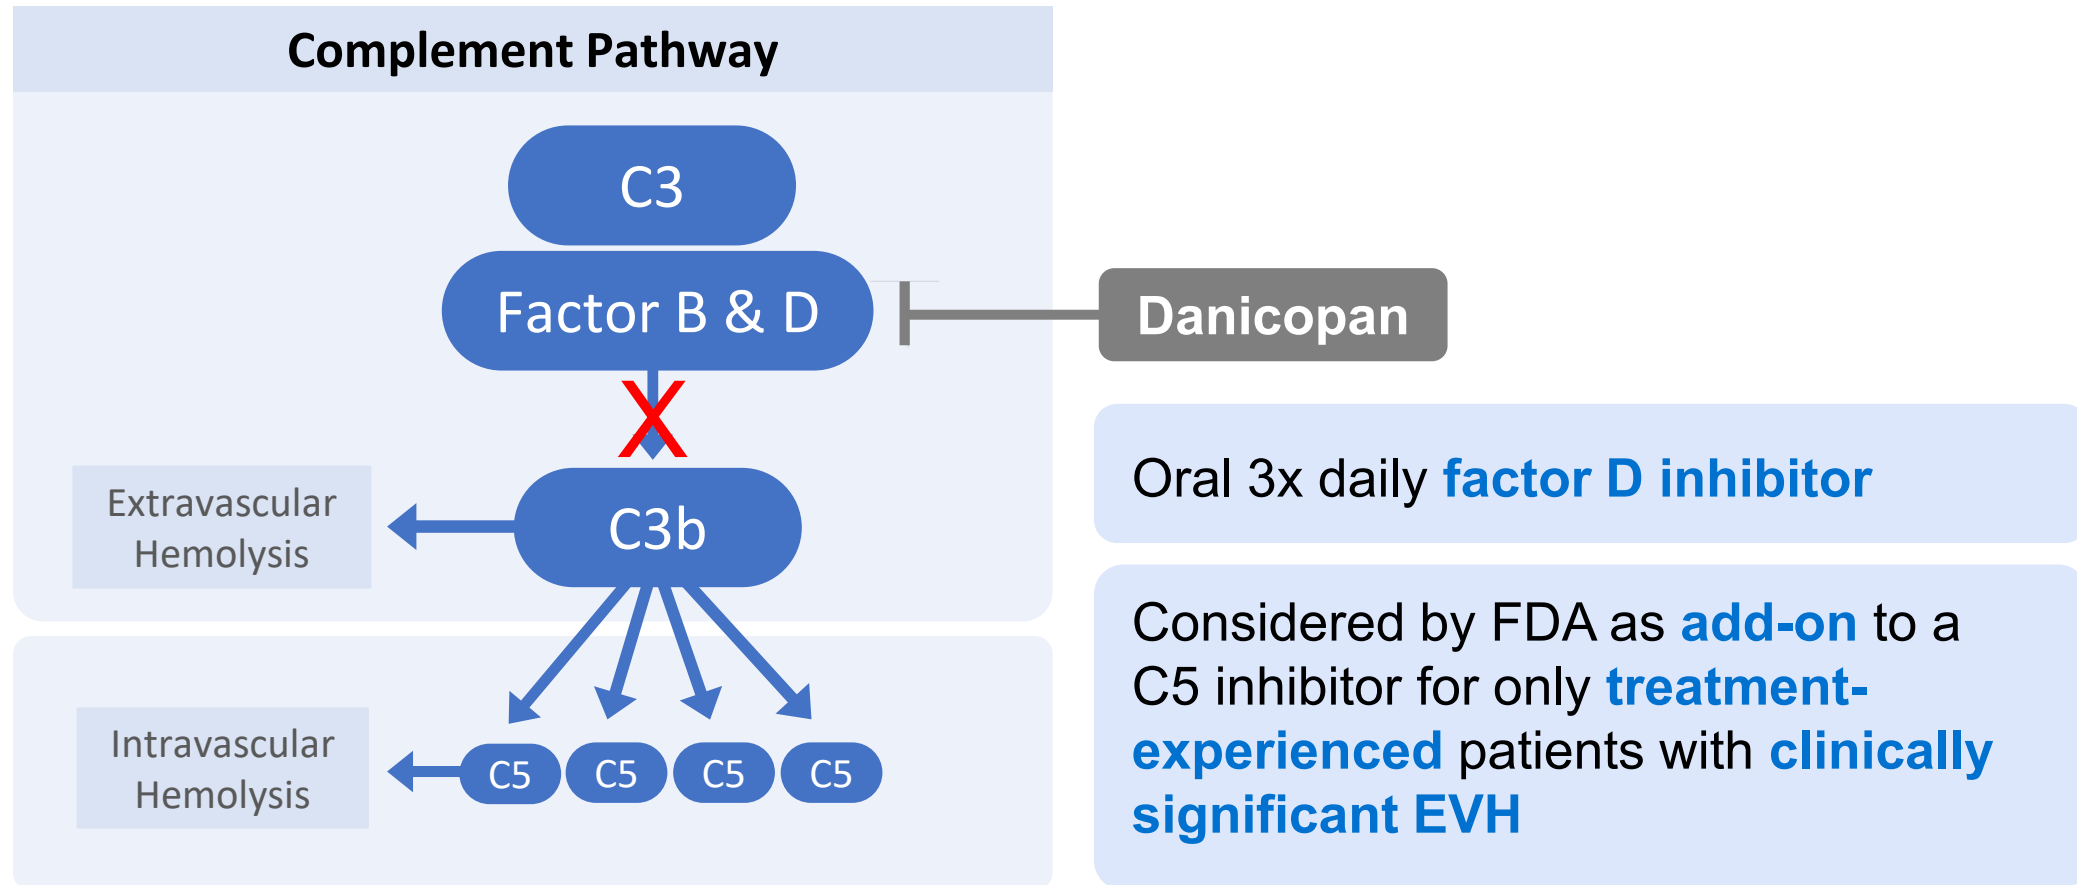 Complement Pathway
C3
Factor B & D
Danicopan
X
C3b
Extravascular
Hemolysis
Intravascular
Hemolysis
C5
C5
C5
C5
Oral 3x daily factor D inhibitor
Considered by FDA as add-on to a
C5 inhibitor for only treatment-
experienced patients with clinically
significant EVH